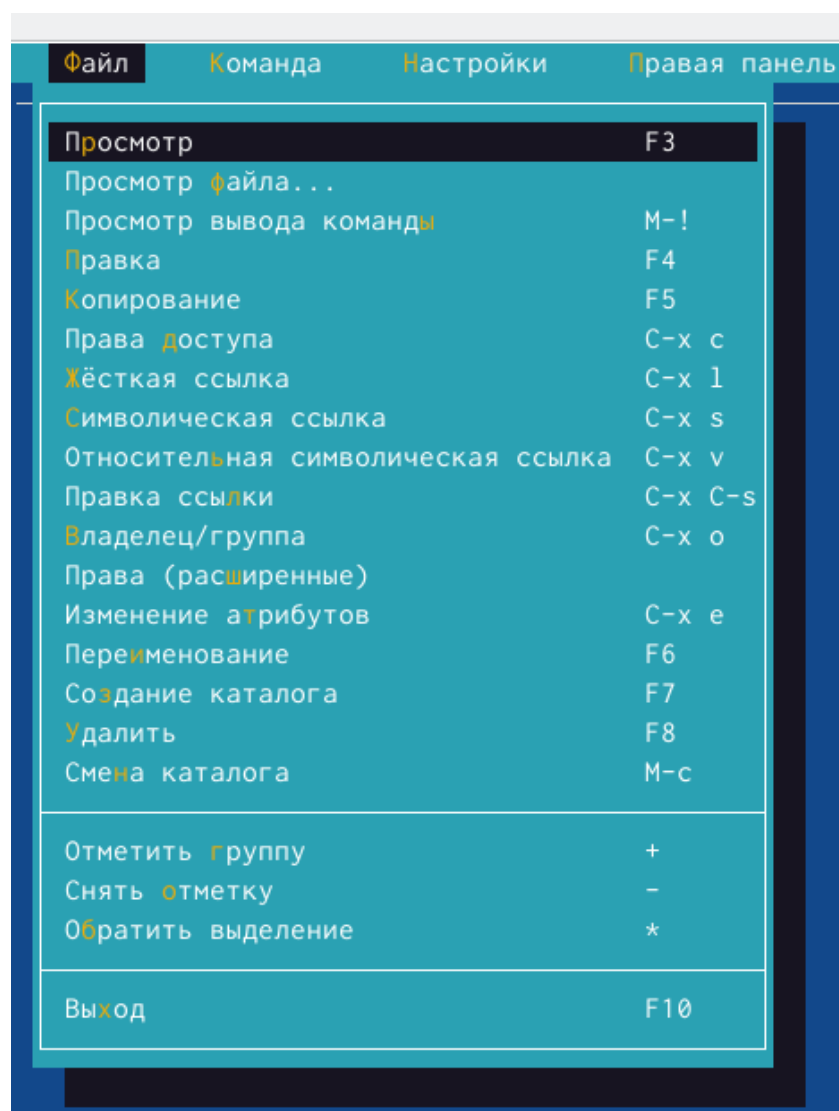 Файл Команда Настройки Правая панель
Просмотр F3
Просмотр файла...
Просмотр вывода команды M-!
Правка F4
Копирование F5
Права доступа C-x c
Жёсткая ссылка C-x l
Символическая ссылка C-x s
Относительная символическая ссылка C-x v
Правка ссылки C-x C-s
Владелец/группа C-x o
Права (расширенные)
Изменение атрибутов C-x e
Переименование F6
Создание каталога F7
Удалить F8
Смена каталога M-c
Отметить группу +
Снять отметку -
Обратить выделение *
Выход F10